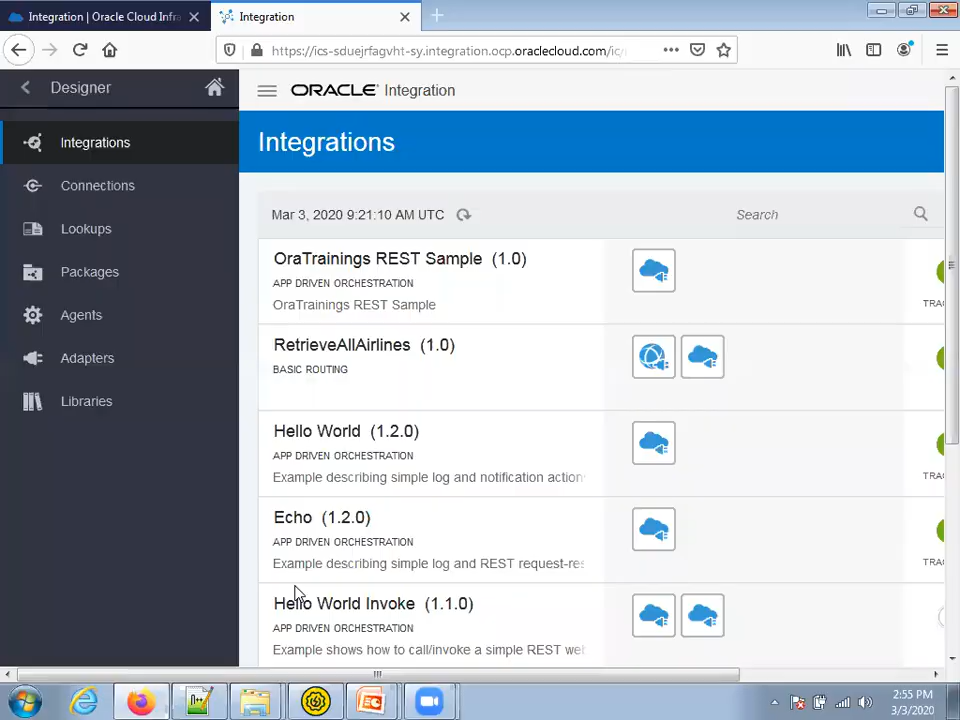 Integration | Oracle Cloud Infra
Integration
https://ics-sduejrfagvht-sy.integration.ocp.oraclecloud.com/ic/
Designer
ORACLE Integration
Integrations
Integrations
Connections
Lookups
Packages
Agents
Adapters
Libraries
Mar 3, 2020 9:21:10 AM UTC
Search
OraTrainings REST Sample (1.0)
APP DRIVEN ORCHESTRATION
OraTrainings REST Sample
TRAC
RetrieveAllAirlines (1.0)
BASIC ROUTING
Hello World (1.2.0)
APP DRIVEN ORCHESTRATION
Example describing simple log and notification action
TRAC
Echo (1.2.0)
APP DRIVEN ORCHESTRATION
Example describing simple log and REST request-res
TRAC
Hello World Invoke (1.1.0)
APP DRIVEN ORCHESTRATION
Example shows how to call/invoke a simple REST we
2:55 PM
3/3/2020